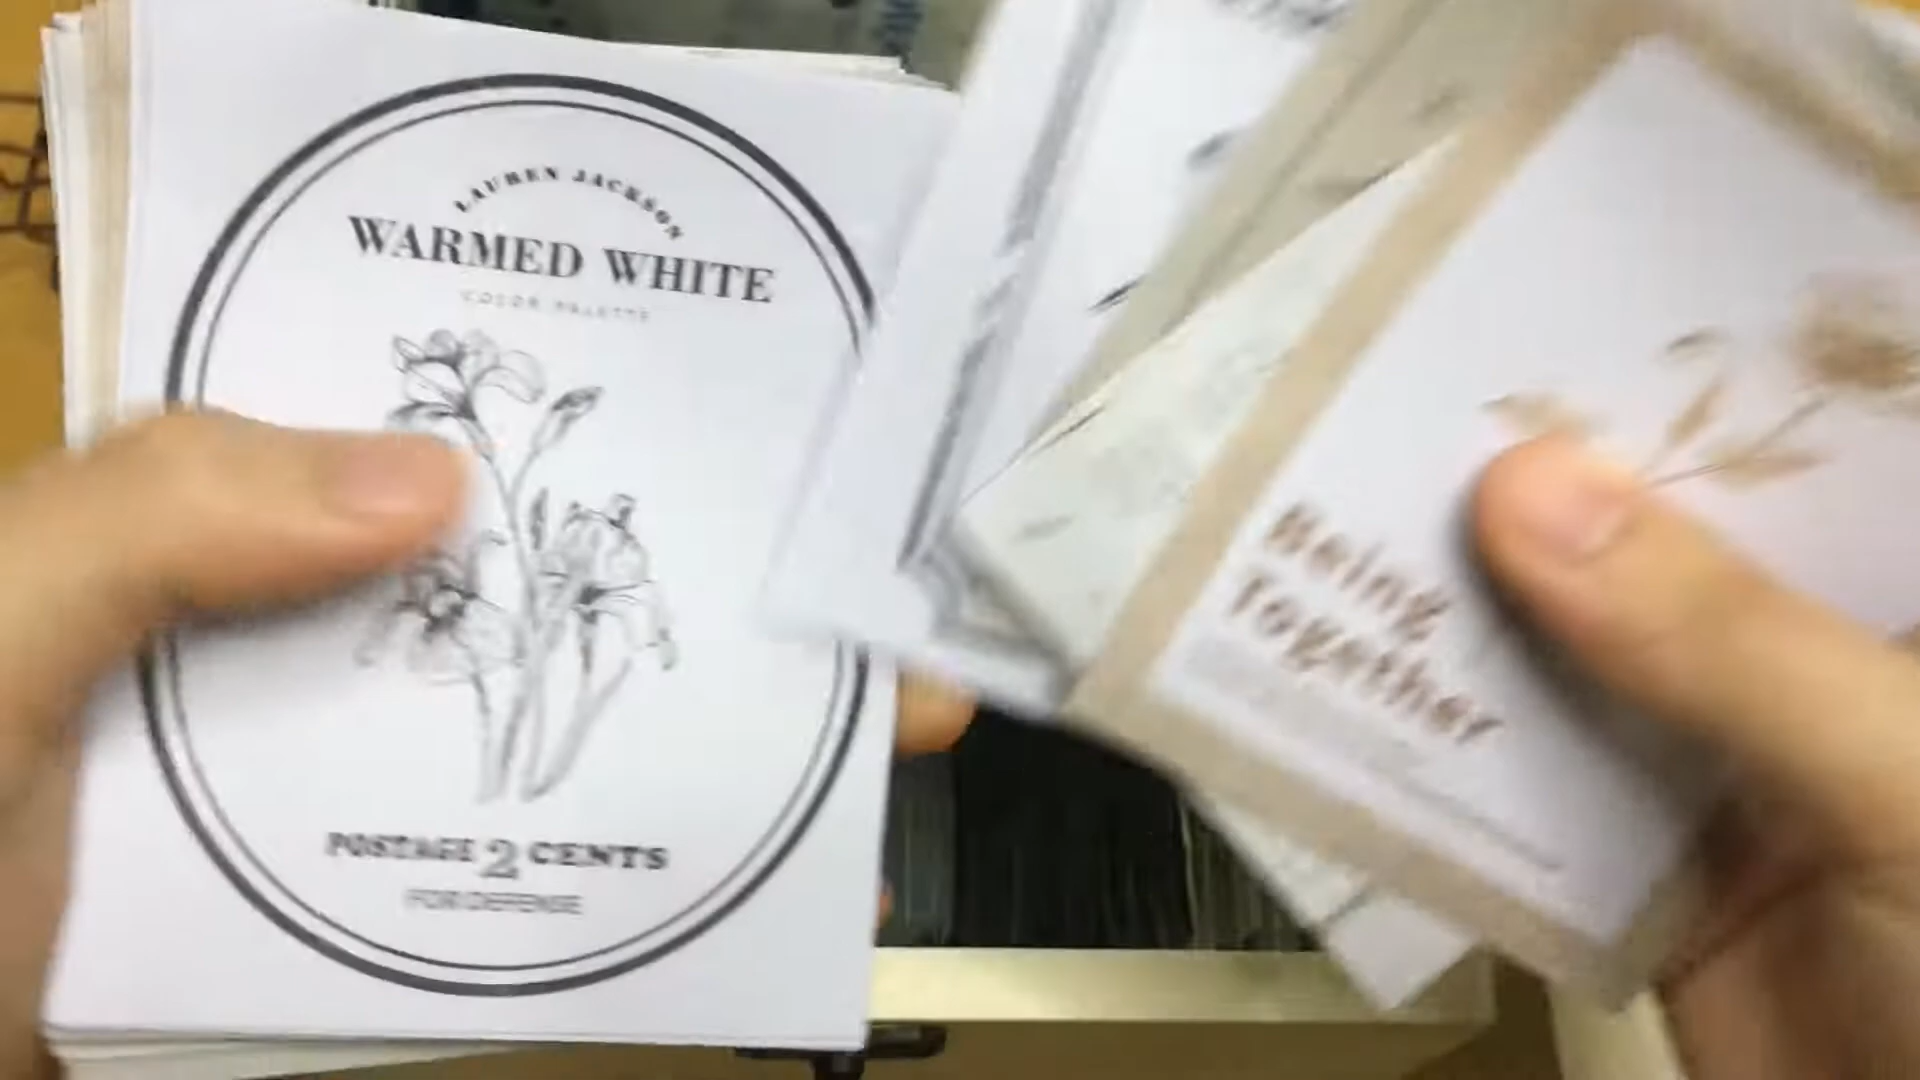 LAUREN JACKSON
WARMED WHITE
COLOR PALETTE
POSTAGE 2 CENTS
FOR DEFENSE
Being
Together